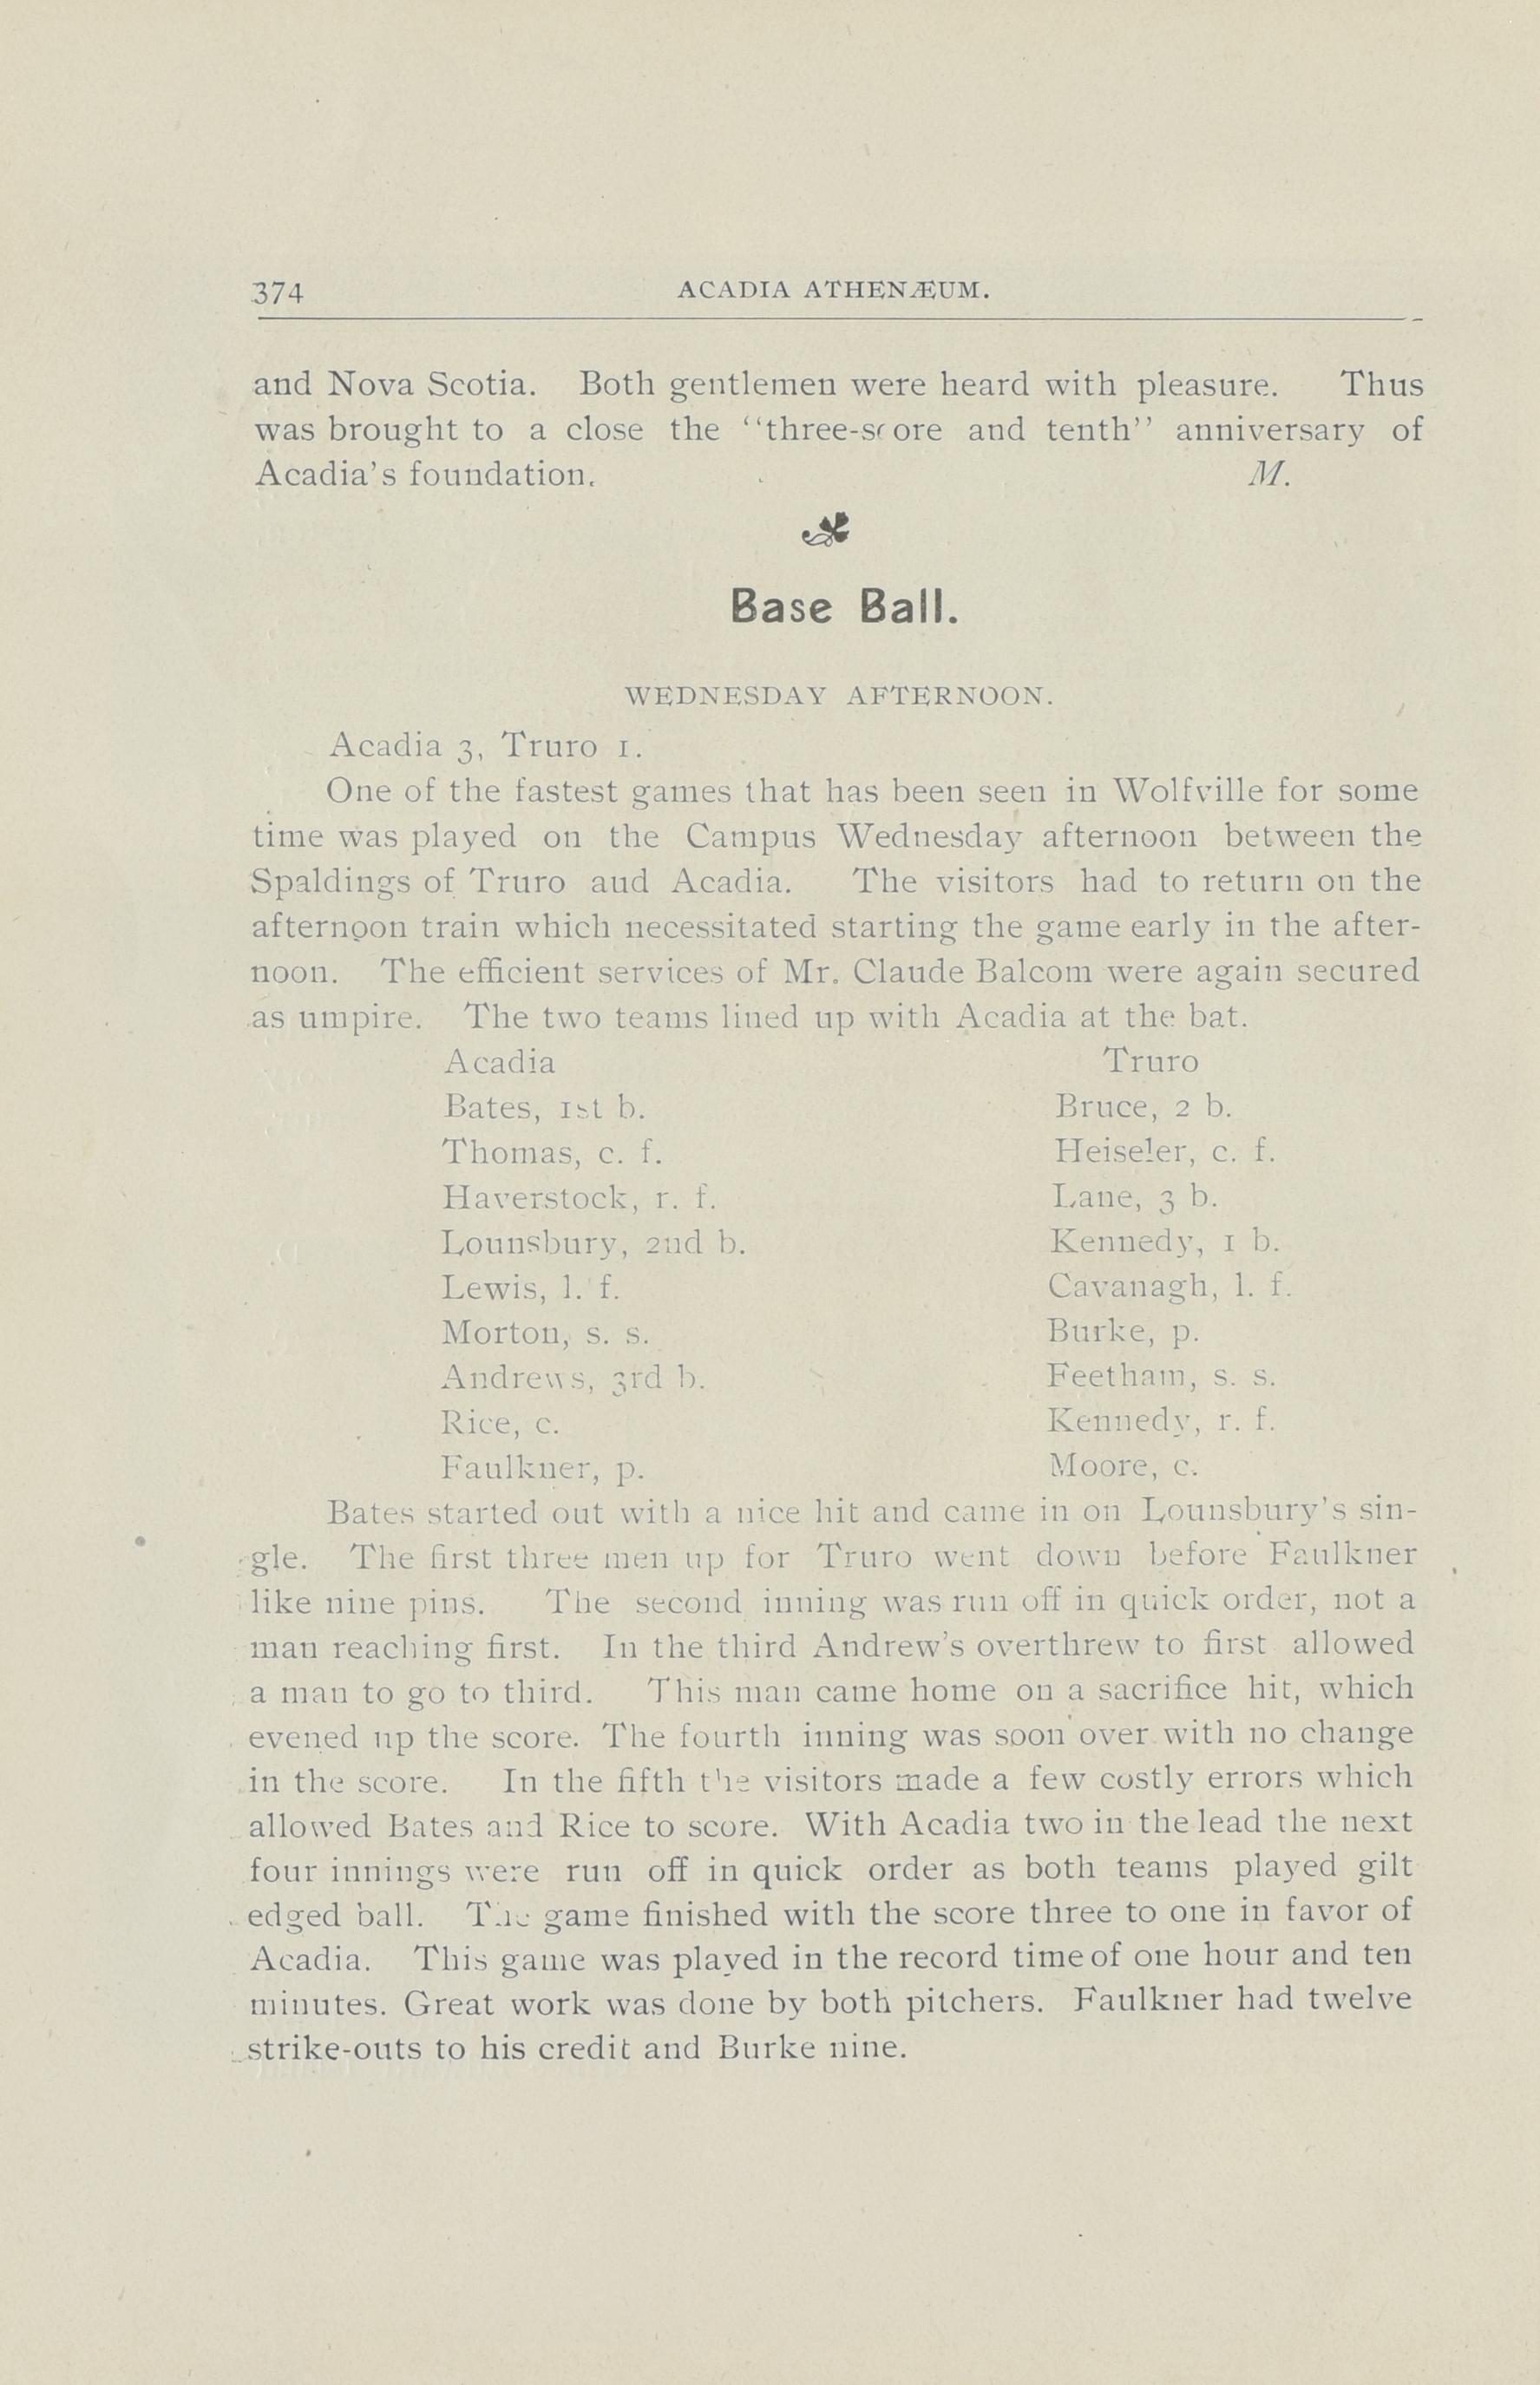 374 ACADIA ATHENÆUM.
and Nova Scotia. Both gentlemen were heard with pleasure. Thus
was brought to a close the "three-score and tenth" anniversary of
Acadia's foundation. M.
Base Ball.
WEDNESDAY AFTERNOON.
Acadia 3, Truro 1.
One of the fastest games that has been seen in Wolfville for some
time was played on the Campus Wednesday afternoon between the
Spaldings of Truro aud Acadia. The visitors had to return on the
afternoon train which necessitated starting the game early in the after-
noon. The efficient services of Mr. Claude Balcom were again secured
as umpire. The two teams lined up with Acadia at the bat.
Acadia Truro
Bates, 1st b. Bruce, 2 b.
Thomas, c. f. Heiseler, c. f.
Haverstock, r. f. Lane, 3 b.
Lounsbury, 2nd b. Kennedy, 1 b.
Lewis, l. f. Cavanagh, l. f.
Morton, s. s. Burke, p.
Andrews, 3rd b. Feetham, s. s.
Rice, c. Kennedy, r. f.
Faulkner, p. Moore, c.
Bates started out with a nice hit and came in on Lounsbury's sin-
gle. The first three men up for Truro went down before Faulkner
like nine pins. The second inning was run off in quick order, not a
man reaching first. In the third Andrew's overthrew to first allowed
a man to go to third. This man came home on a sacrifice hit, which
evened up the score. The fourth inning was soon over with no change
in the score. In the fifth the visitors made a few costly errors which
allowed Bates and Rice to score. With Acadia two in the lead the next
four innings were run off in quick order as both teams played gilt
edged ball. The game finished with the score three to one in favor of
Acadia. This game was played in the record time of one hour and ten
minutes. Great work was done by both pitchers. Faulkner had twelve
strike-outs to his credit and Burke nine.